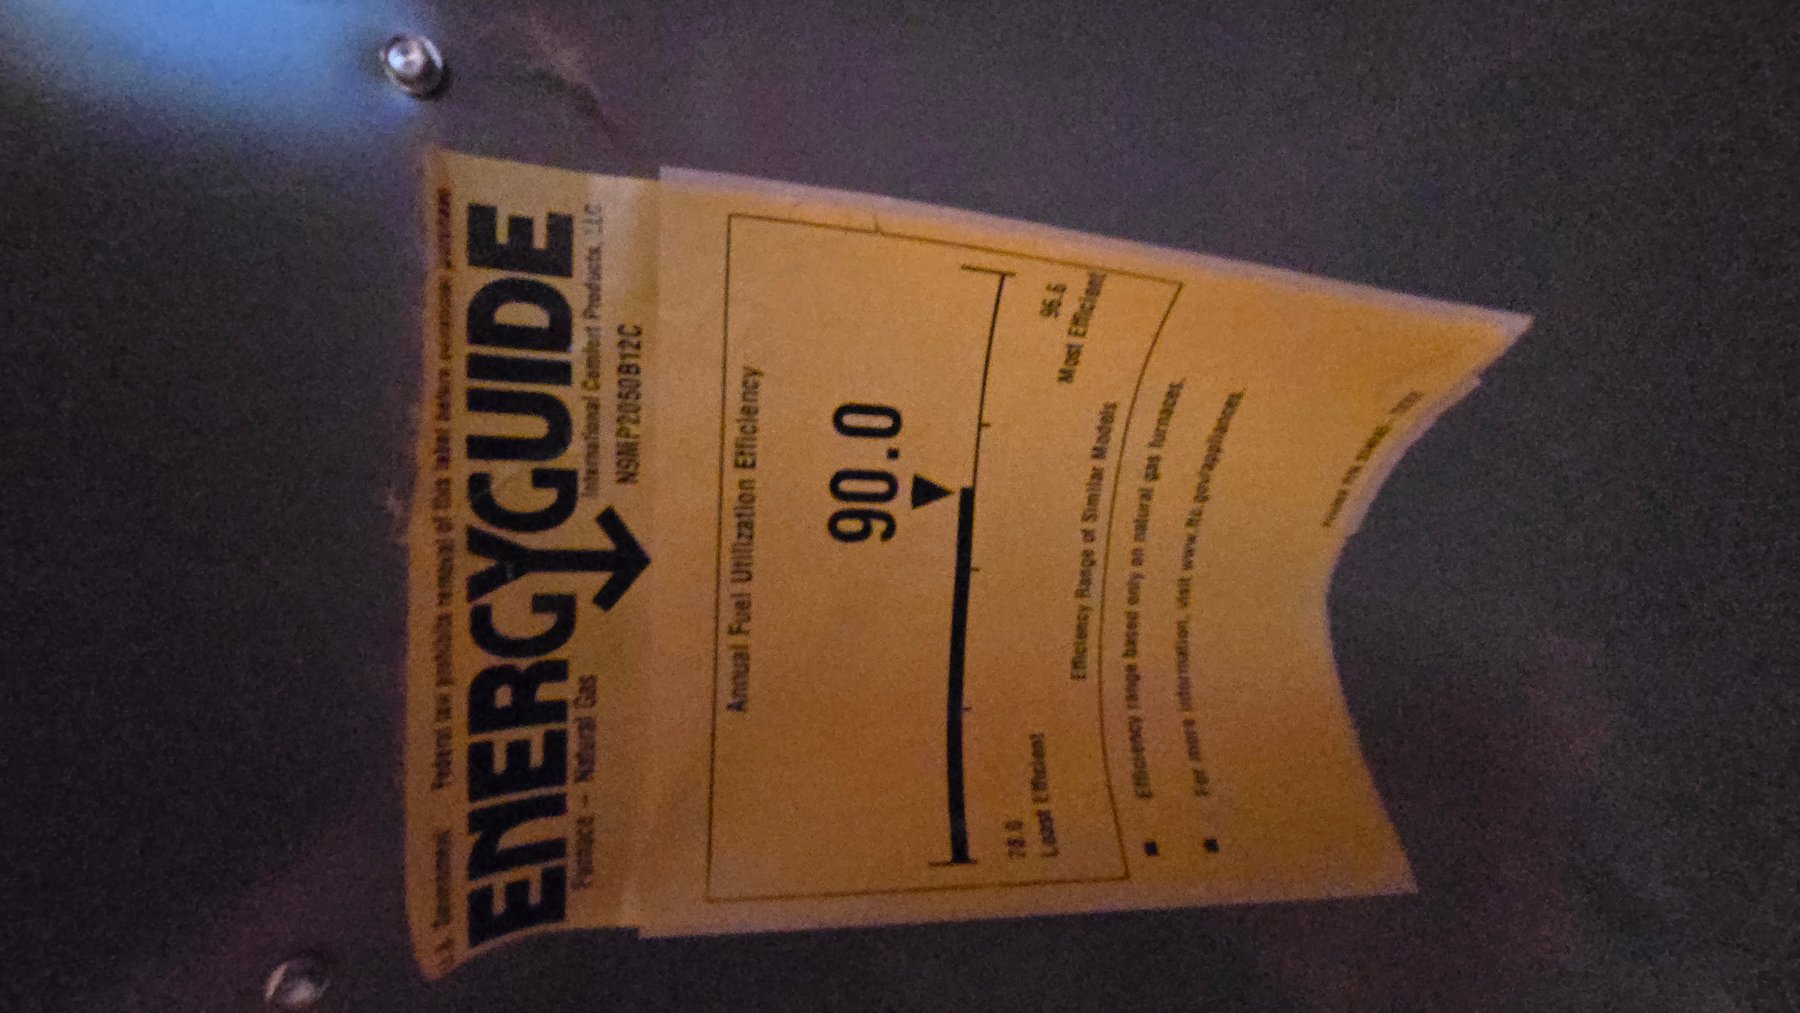 U.S. Government Federal law prohibits removal of this label before consumer purchase
ENERGYGUIDE
Furnace – Natural Gas
International Comfort Products, LLC
N9MP2050B12C
Annual Fuel Utilization Efficiency
90.0
78.0
Least Efficient
96.6
Most Efficient
Efficiency Range of Similar Models
■ Efficiency range based only on natural gas furnaces.
■ For more information, visit www.ftc.gov/appliances.